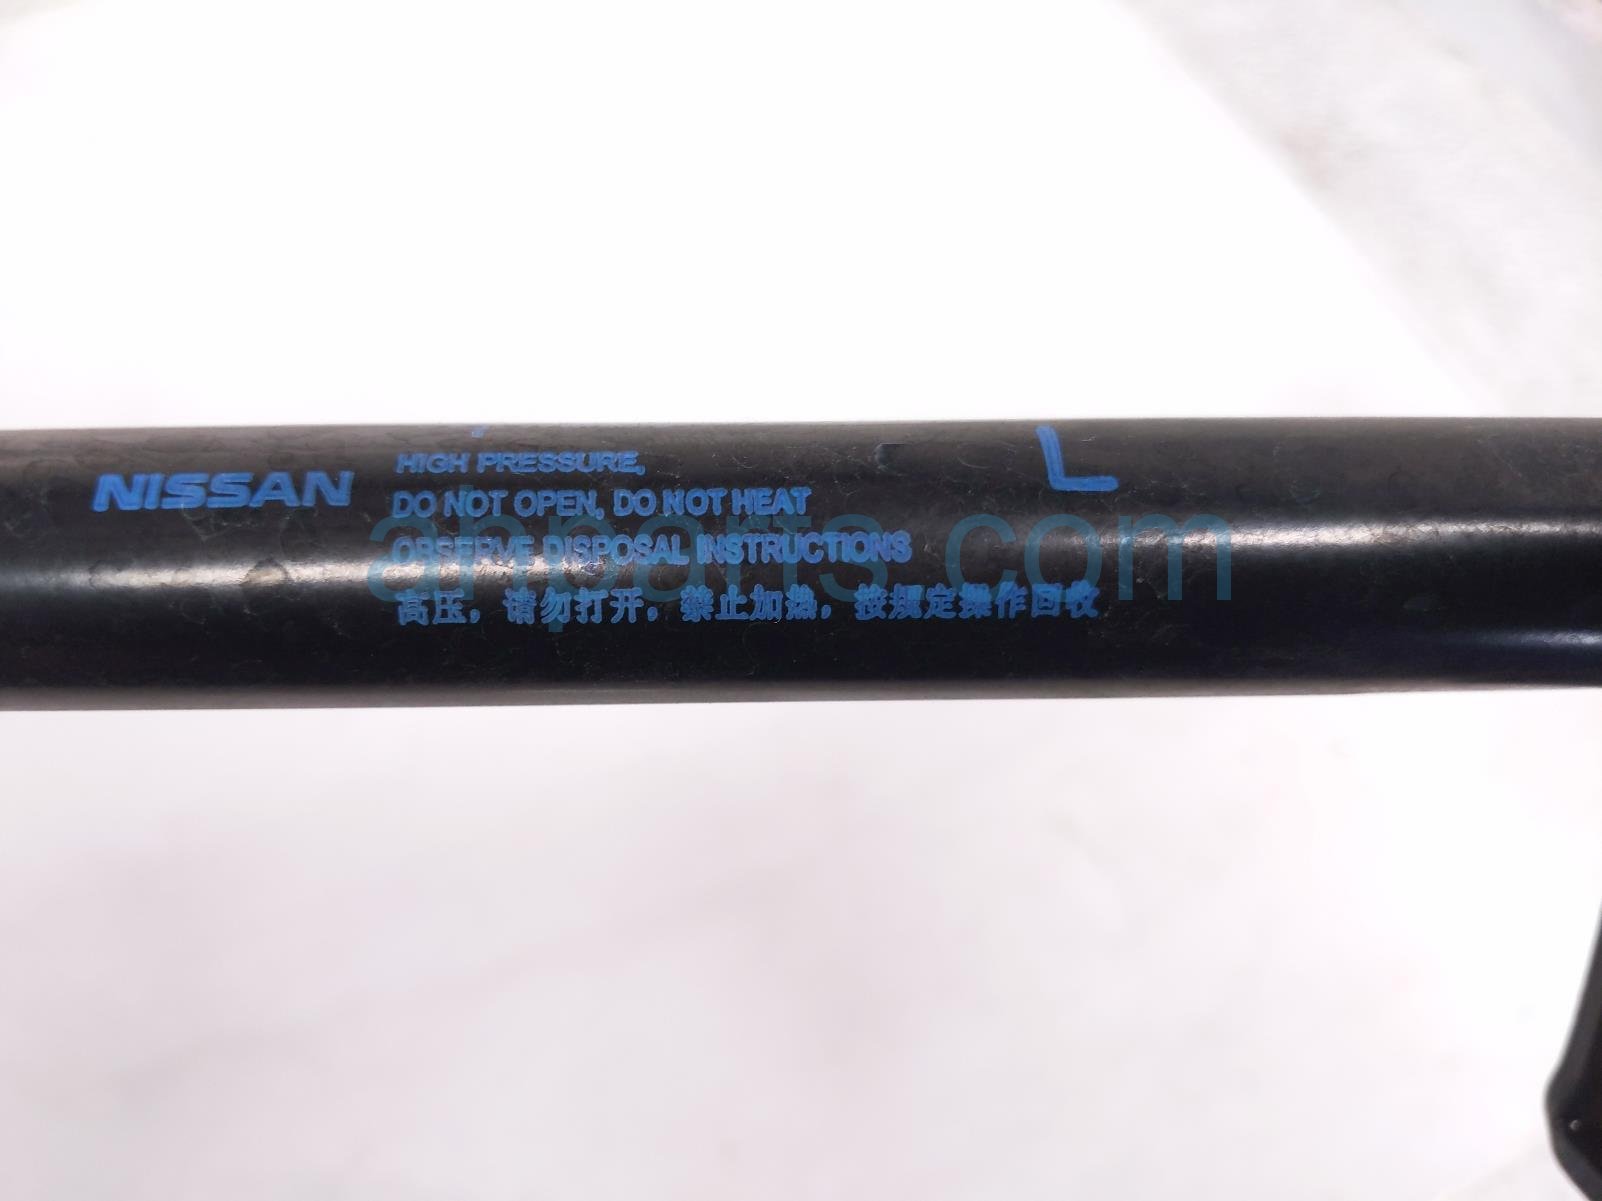 NISSAN
HIGH PRESSURE,
DO NOT OPEN, DO NOT HEAT
OBSERVE DISPOSAL INSTRUCTIONS
高压，请勿打开，禁止加热，按规定操作回收
L
ahparts.com